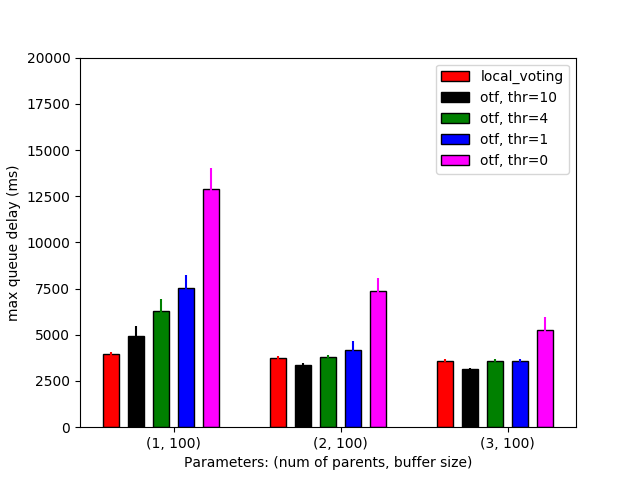 20000
17500
15000
12500
10000
7500
5000
2500
0
max queue delay (ms)
local_voting
otf, thr=10
otf, thr=4
otf, thr=1
otf, thr=0
(1, 100)
(2, 100)
(3, 100)
Parameters: (num of parents, buffer size)